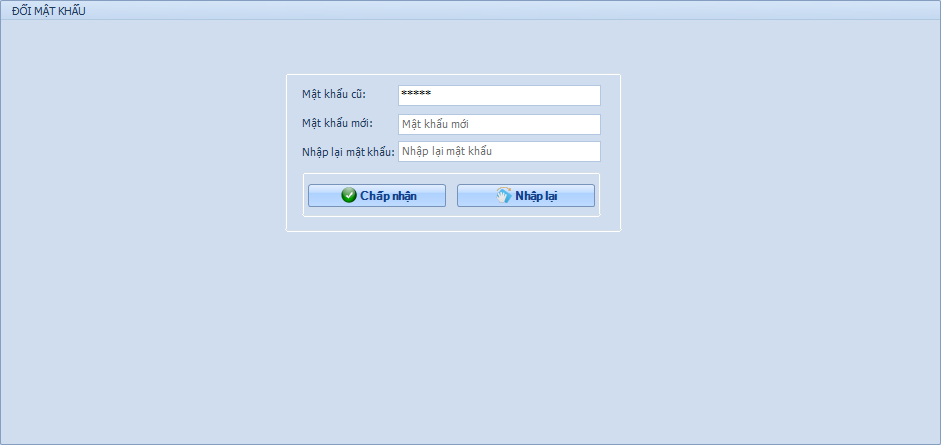 ĐỔI MẬT KHẨU
Mật khẩu cũ: *****
Mật khẩu mới: Mật khẩu mới
Nhập lại mật khẩu: Nhập lại mật khẩu
Chấp nhận Nhập lại